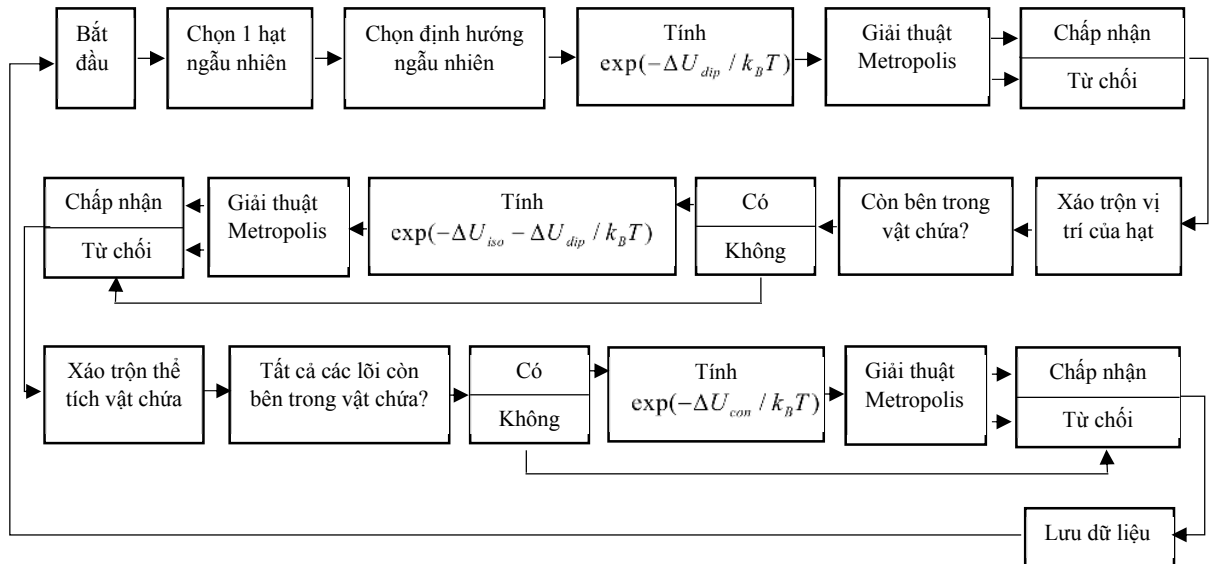 Bắt
đầu
Chọn 1 hạt
ngẫu nhiên
Chọn định hướng
ngẫu nhiên
Tính
exp(−ΔU_dip / k_BT)
Giải thuật
Metropolis
Chấp nhận
Từ chối
Xáo trộn vị
trí của hạt
Còn bên trong
vật chứa?
Có
Không
Tính
exp(−ΔU_iso − ΔU_dip / k_BT)
Giải thuật
Metropolis
Chấp nhận
Từ chối
Xáo trộn thể
tích vật chứa
Tất cả các lõi còn
bên trong vật chứa?
Có
Không
Tính
exp(−ΔU_con / k_BT)
Giải thuật
Metropolis
Chấp nhận
Từ chối
Lưu dữ liệu